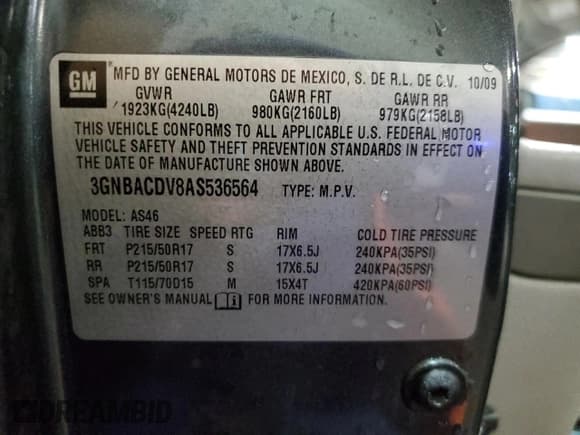 GM
MFD BY GENERAL MOTORS DE MEXICO, S. DE R.L. DE C.V. 10/09
GVWR GAWR FRT GAWR RR
1923KG(4240LB) 980KG(2160LB) 979KG(2158LB)
THIS VEHICLE CONFORMS TO ALL APPLICABLE U.S. FEDERAL MOTOR
VEHICLE SAFETY AND THEFT PREVENTION STANDARDS IN EFFECT ON
THE DATE OF MANUFACTURE SHOWN ABOVE.
3GNBACDV8AS536564 TYPE: M.P.V.
MODEL: AS46
ABB3 TIRE SIZE SPEED RTG RIM COLD TIRE PRESSURE
FRT P215/50R17 S 17X6.5J 240KPA(35PSI)
RR P215/50R17 S 17X6.5J 240KPA(35PSI)
SPA T115/70D15 M 15X4T 420KPA(60PSI)
SEE OWNER'S MANUAL i FOR MORE INFORMATION.
DREAMBID